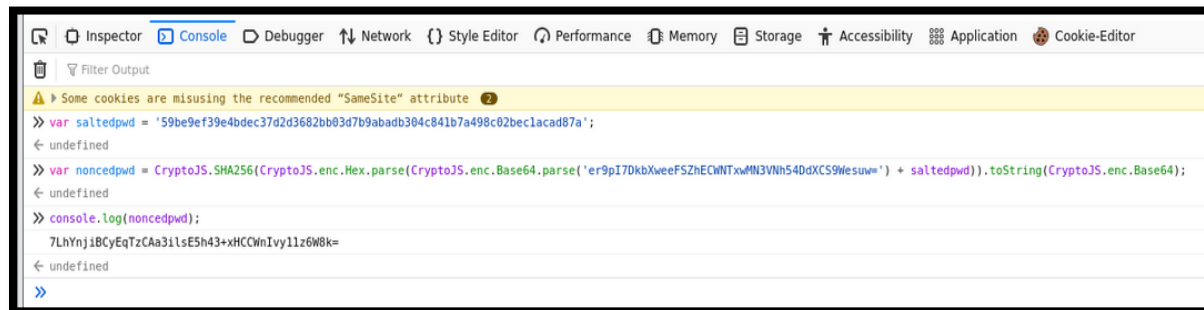 Inspector Console Debugger Network {} Style Editor Performance Memory Storage Accessibility Application Cookie-Editor
Filter Output
Some cookies are misusing the recommended “SameSite“ attribute 2
» var saltedpwd = '59be9ef39e4bdec37d2d3682bb03d7b9abadb304c841b7a498c02bec1acad87a';
← undefined
» var noncedpwd = CryptoJS.SHA256(CryptoJS.enc.Hex.parse(CryptoJS.enc.Base64.parse('er9pI7DkbXweeFSZhECWNTxwMN3VNh54DdXCS9Wesuw=') + saltedpwd)).toString(CryptoJS.enc.Base64);
← undefined
» console.log(noncedpwd);
7LhYnjiBCyEqTzCAa3ilsE5h43+xHCCWnIvy11z6W8k=
← undefined
»